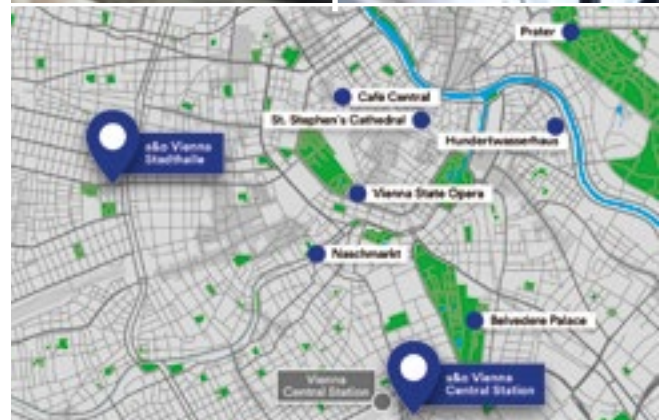 Prater
Café Central
St. Stephen's Cathedral
Hundertwasserhaus
a&o Vienna
Stadthalle
Vienna State Opera
Naschmarkt
Belvedere Palace
Vienna
Central Station
a&o Vienna
Central Station